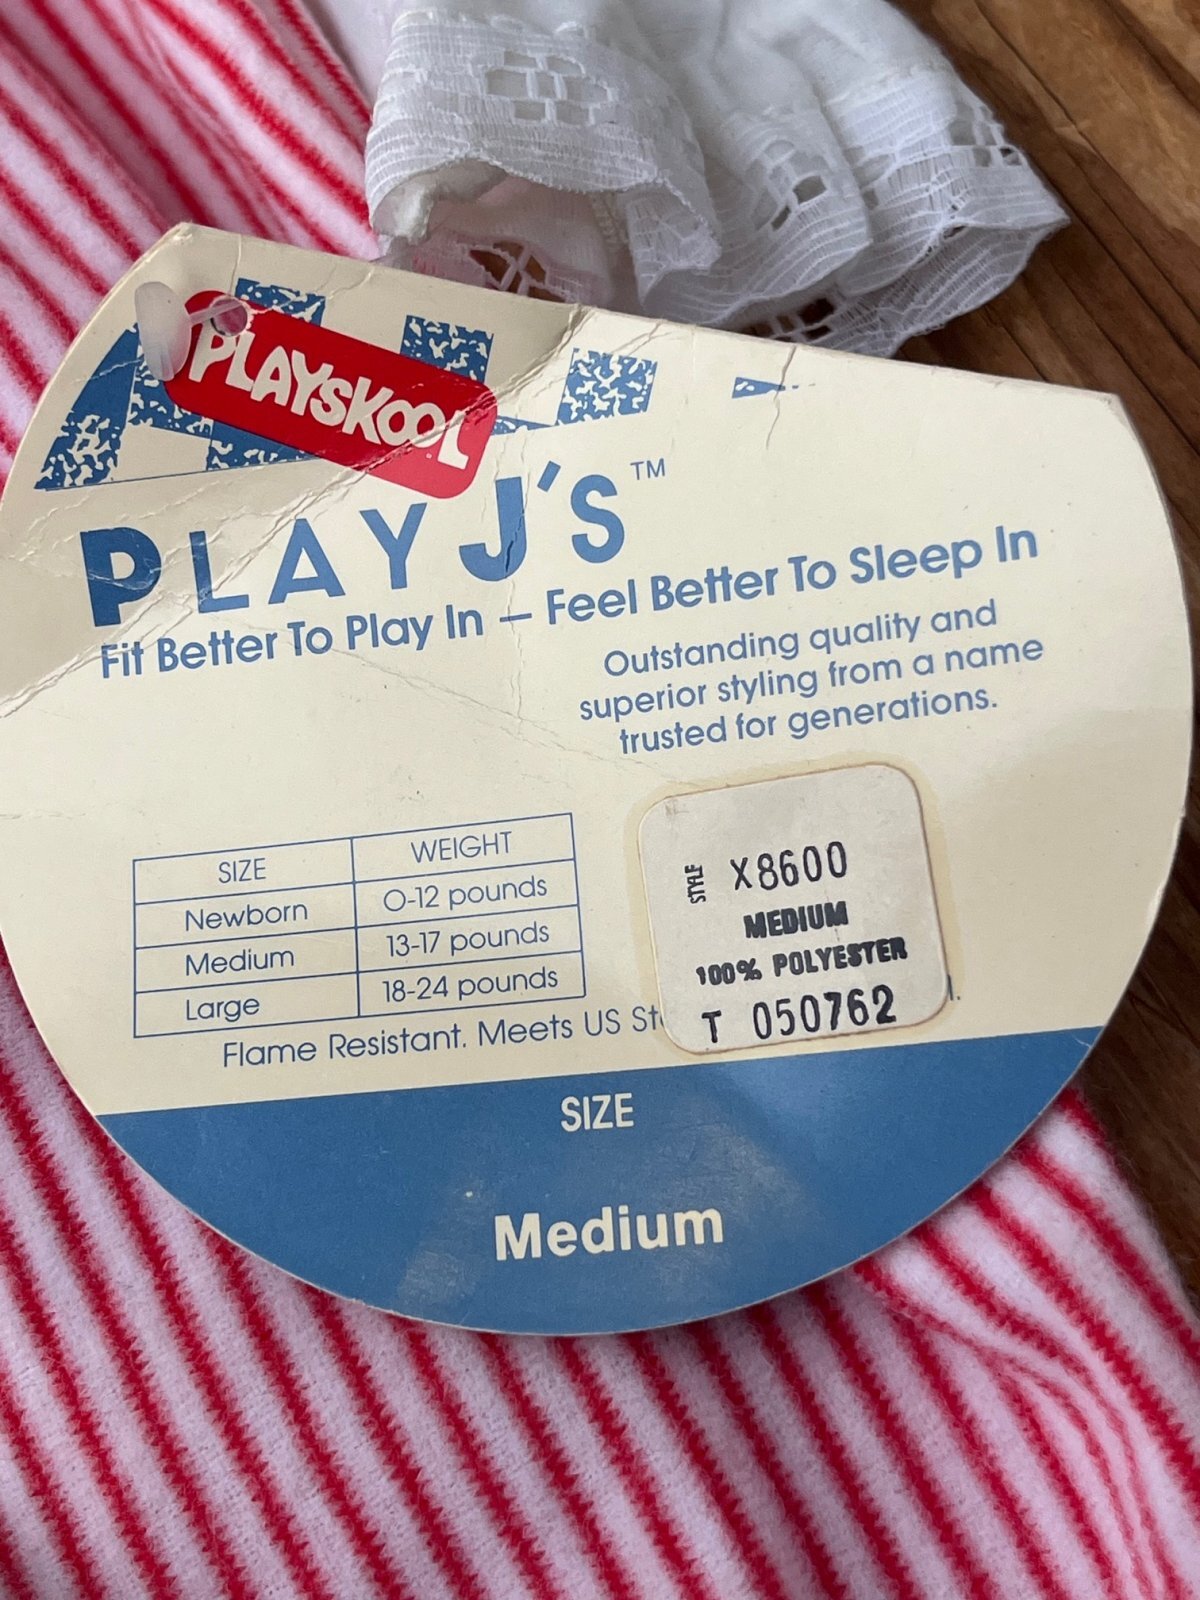 PLAYSKOOL
PLAY J'S™
Fit Better To Play In – Feel Better To Sleep In
Outstanding quality and
superior styling from a name
trusted for generations.
SIZE WEIGHT
Newborn 0-12 pounds
Medium 13-17 pounds
Large 18-24 pounds
Flame Resistant. Meets US
STYLE X8600
MEDIUM
100% POLYESTER
T 050762
SIZE
Medium